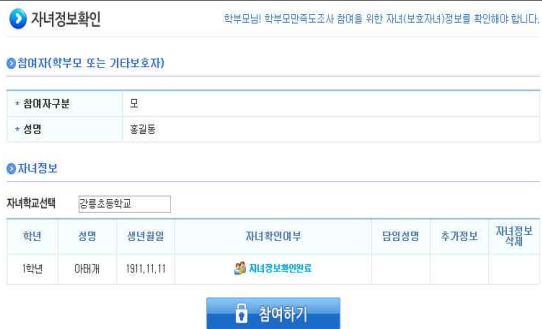 자녀정보확인
학부모님! 학부모만족도조사 참여를 위한 자녀(보호자녀)정보를 확인해야 합니다.
참여자(학부모 또는 기타보호자)
* 참여자구분 모
* 성명 홍길동
자녀정보
자녀학교선택 강릉초등학교
학년 성명 생년월일 자녀확인여부 담임성명 추가정보 자녀정보
삭제
1학년 아태개 1911,11,11 자녀정보확인완료
참여하기